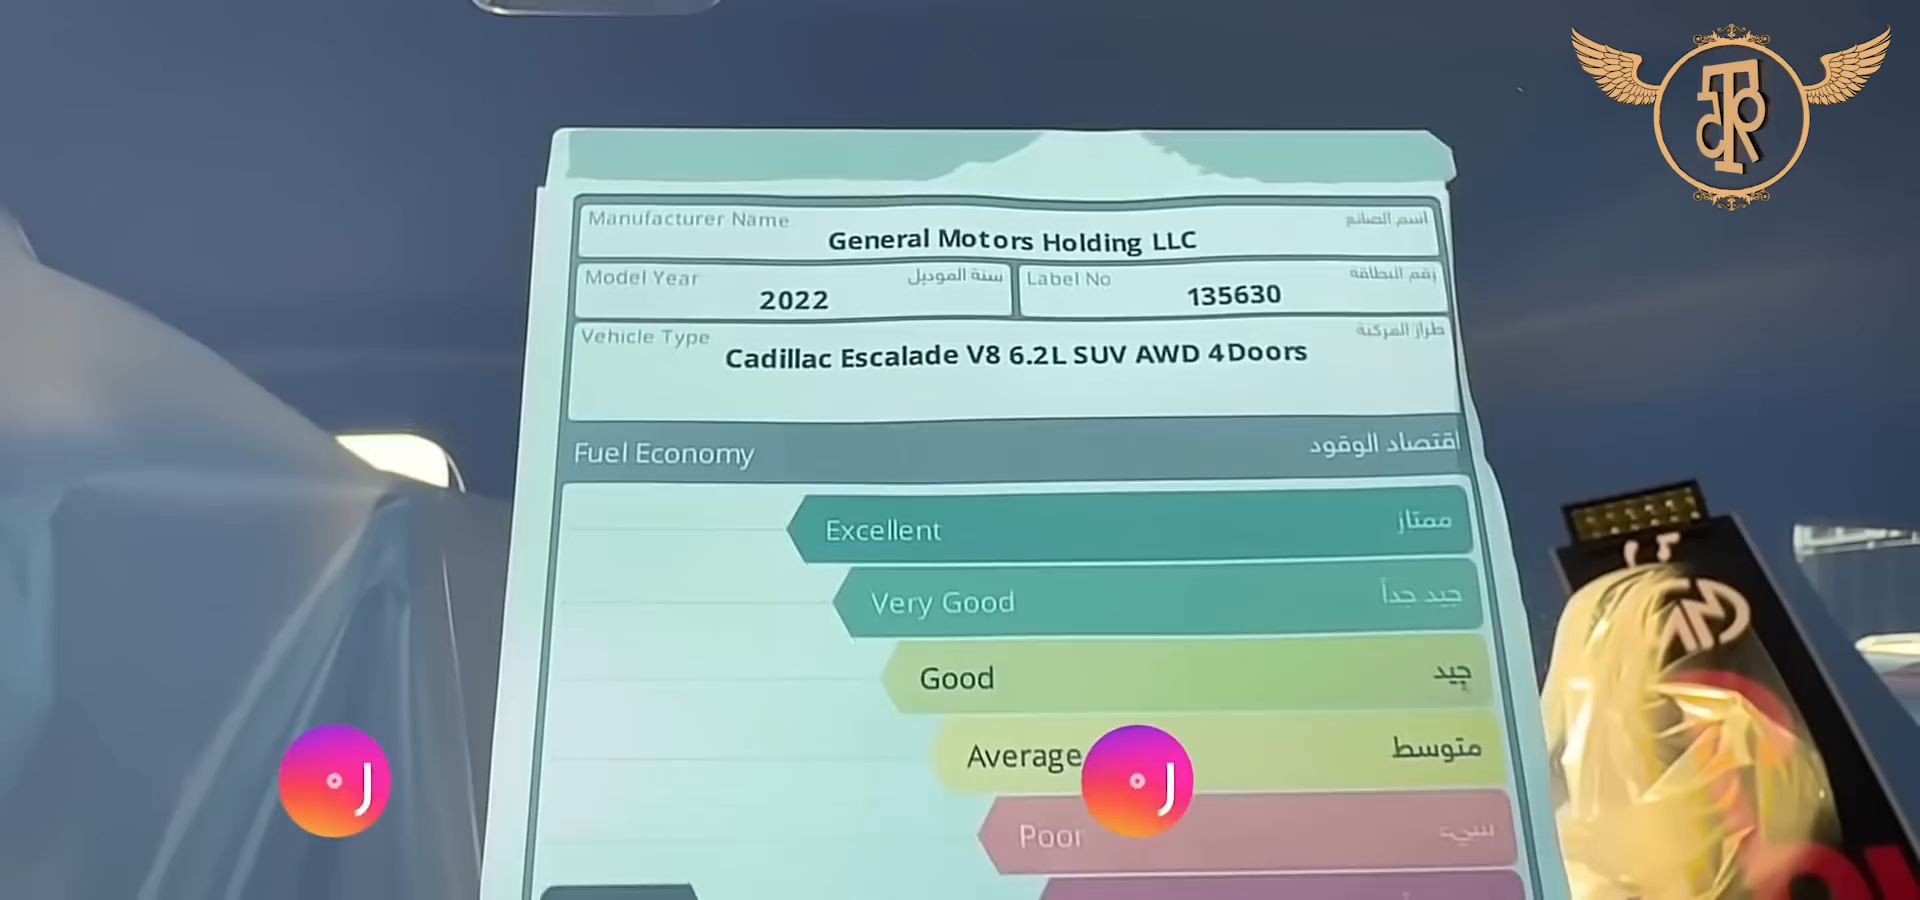 Manufacturer Name اسم الصانع
General Motors Holding LLC
Model Year سنة الموديل
2022
Label No رقم البطاقة
135630
Vehicle Type طراز المركبة
Cadillac Escalade V8 6.2L SUV AWD 4Doors
Fuel Economy اقتصاد الوقود
Excellent ممتاز
Very Good جيد جداً
Good جيد
Average متوسط
Poor سيء